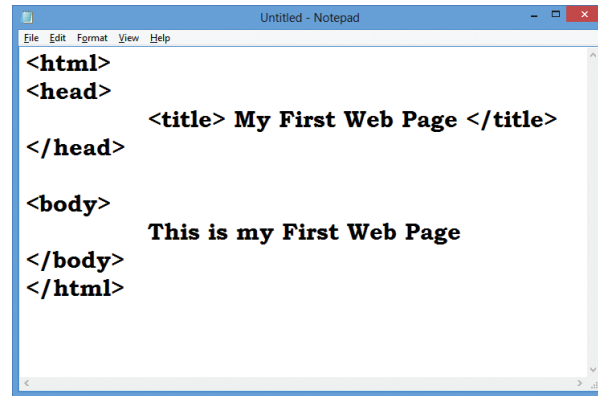 Untitled - Notepad
File Edit Format View Help
<html>
<head>
<title> My First Web Page </title>
</head>
<body>
This is my First Web Page
</body>
</html>